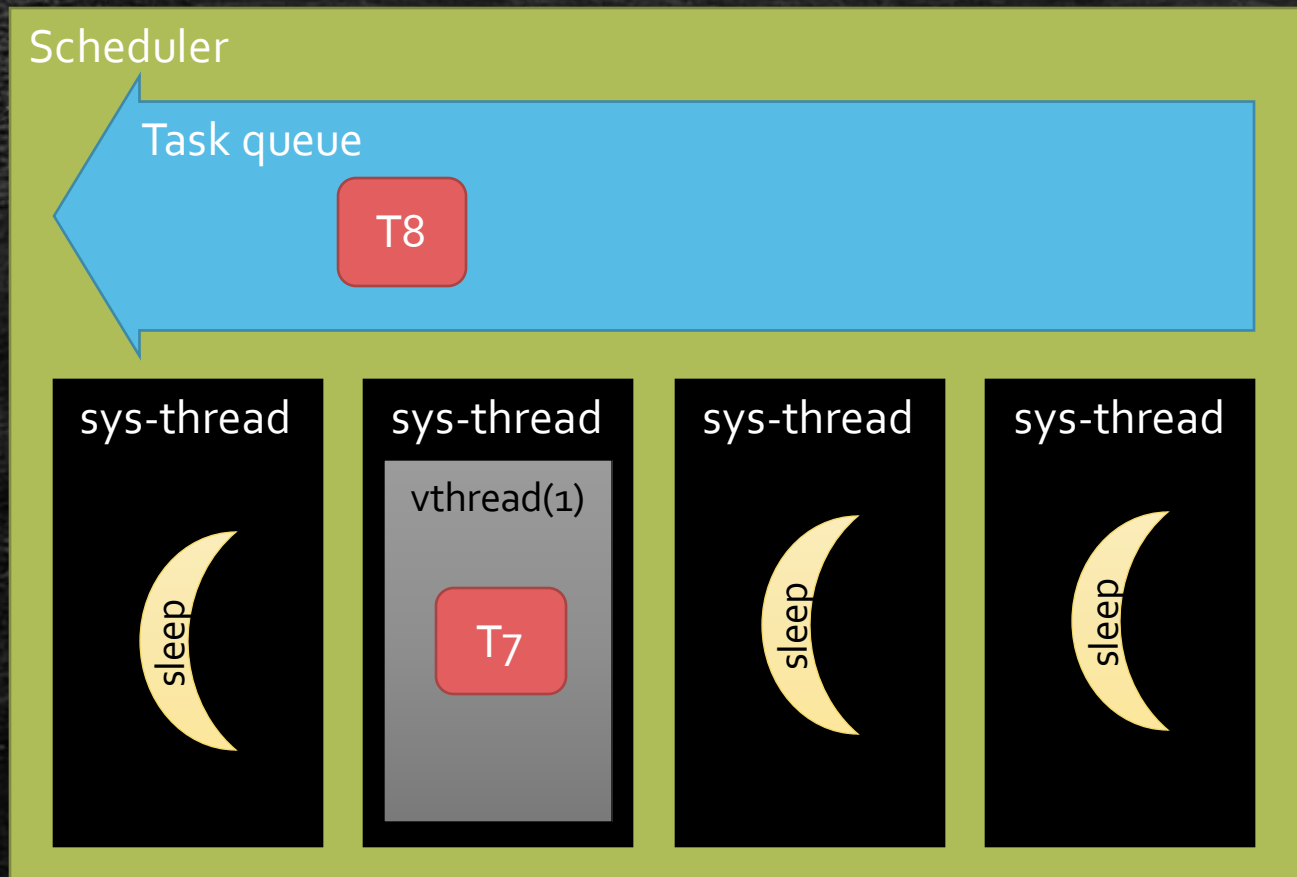 Scheduler
Task queue
T8
sys-thread
sys-thread
sys-thread
sys-thread
vthread(1)
sleep
T7
sleep
sleep